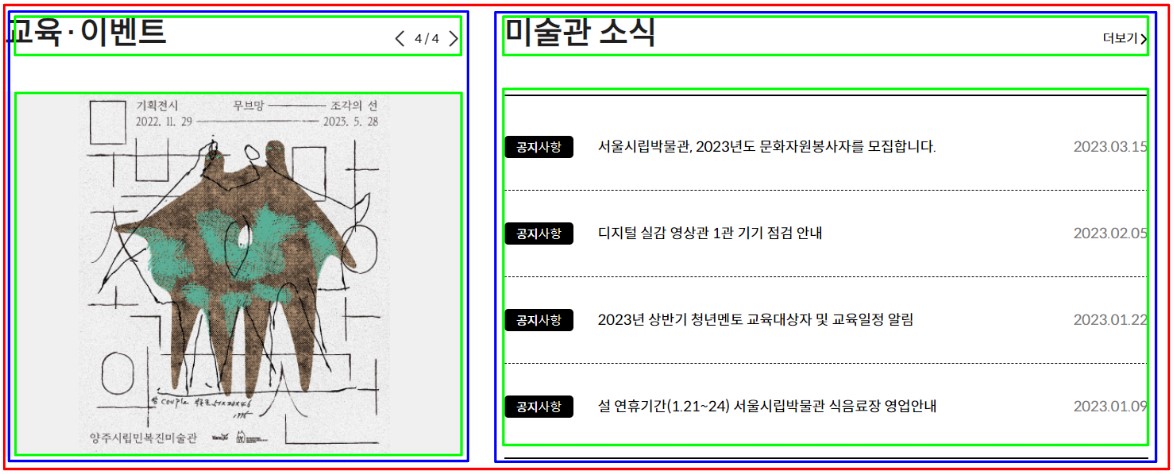 교육·이벤트
4/4
기획전시 무브망 조각의 선
2022. 11. 29 2023. 5. 28
양주시립민복진미술관
미술관 소식
더보기
공지사항 서울시립박물관, 2023년도 문화자원봉사자를 모집합니다. 2023.03.15
공지사항 디지털 실감 영상관 1관 기기 점검 안내 2023.02.05
공지사항 2023년 상반기 청년멘토 교육대상자 및 교육일정 알림 2023.01.22
공지사항 설 연휴기간(1.21~24) 서울시립박물관 식음료장 영업안내 2023.01.09